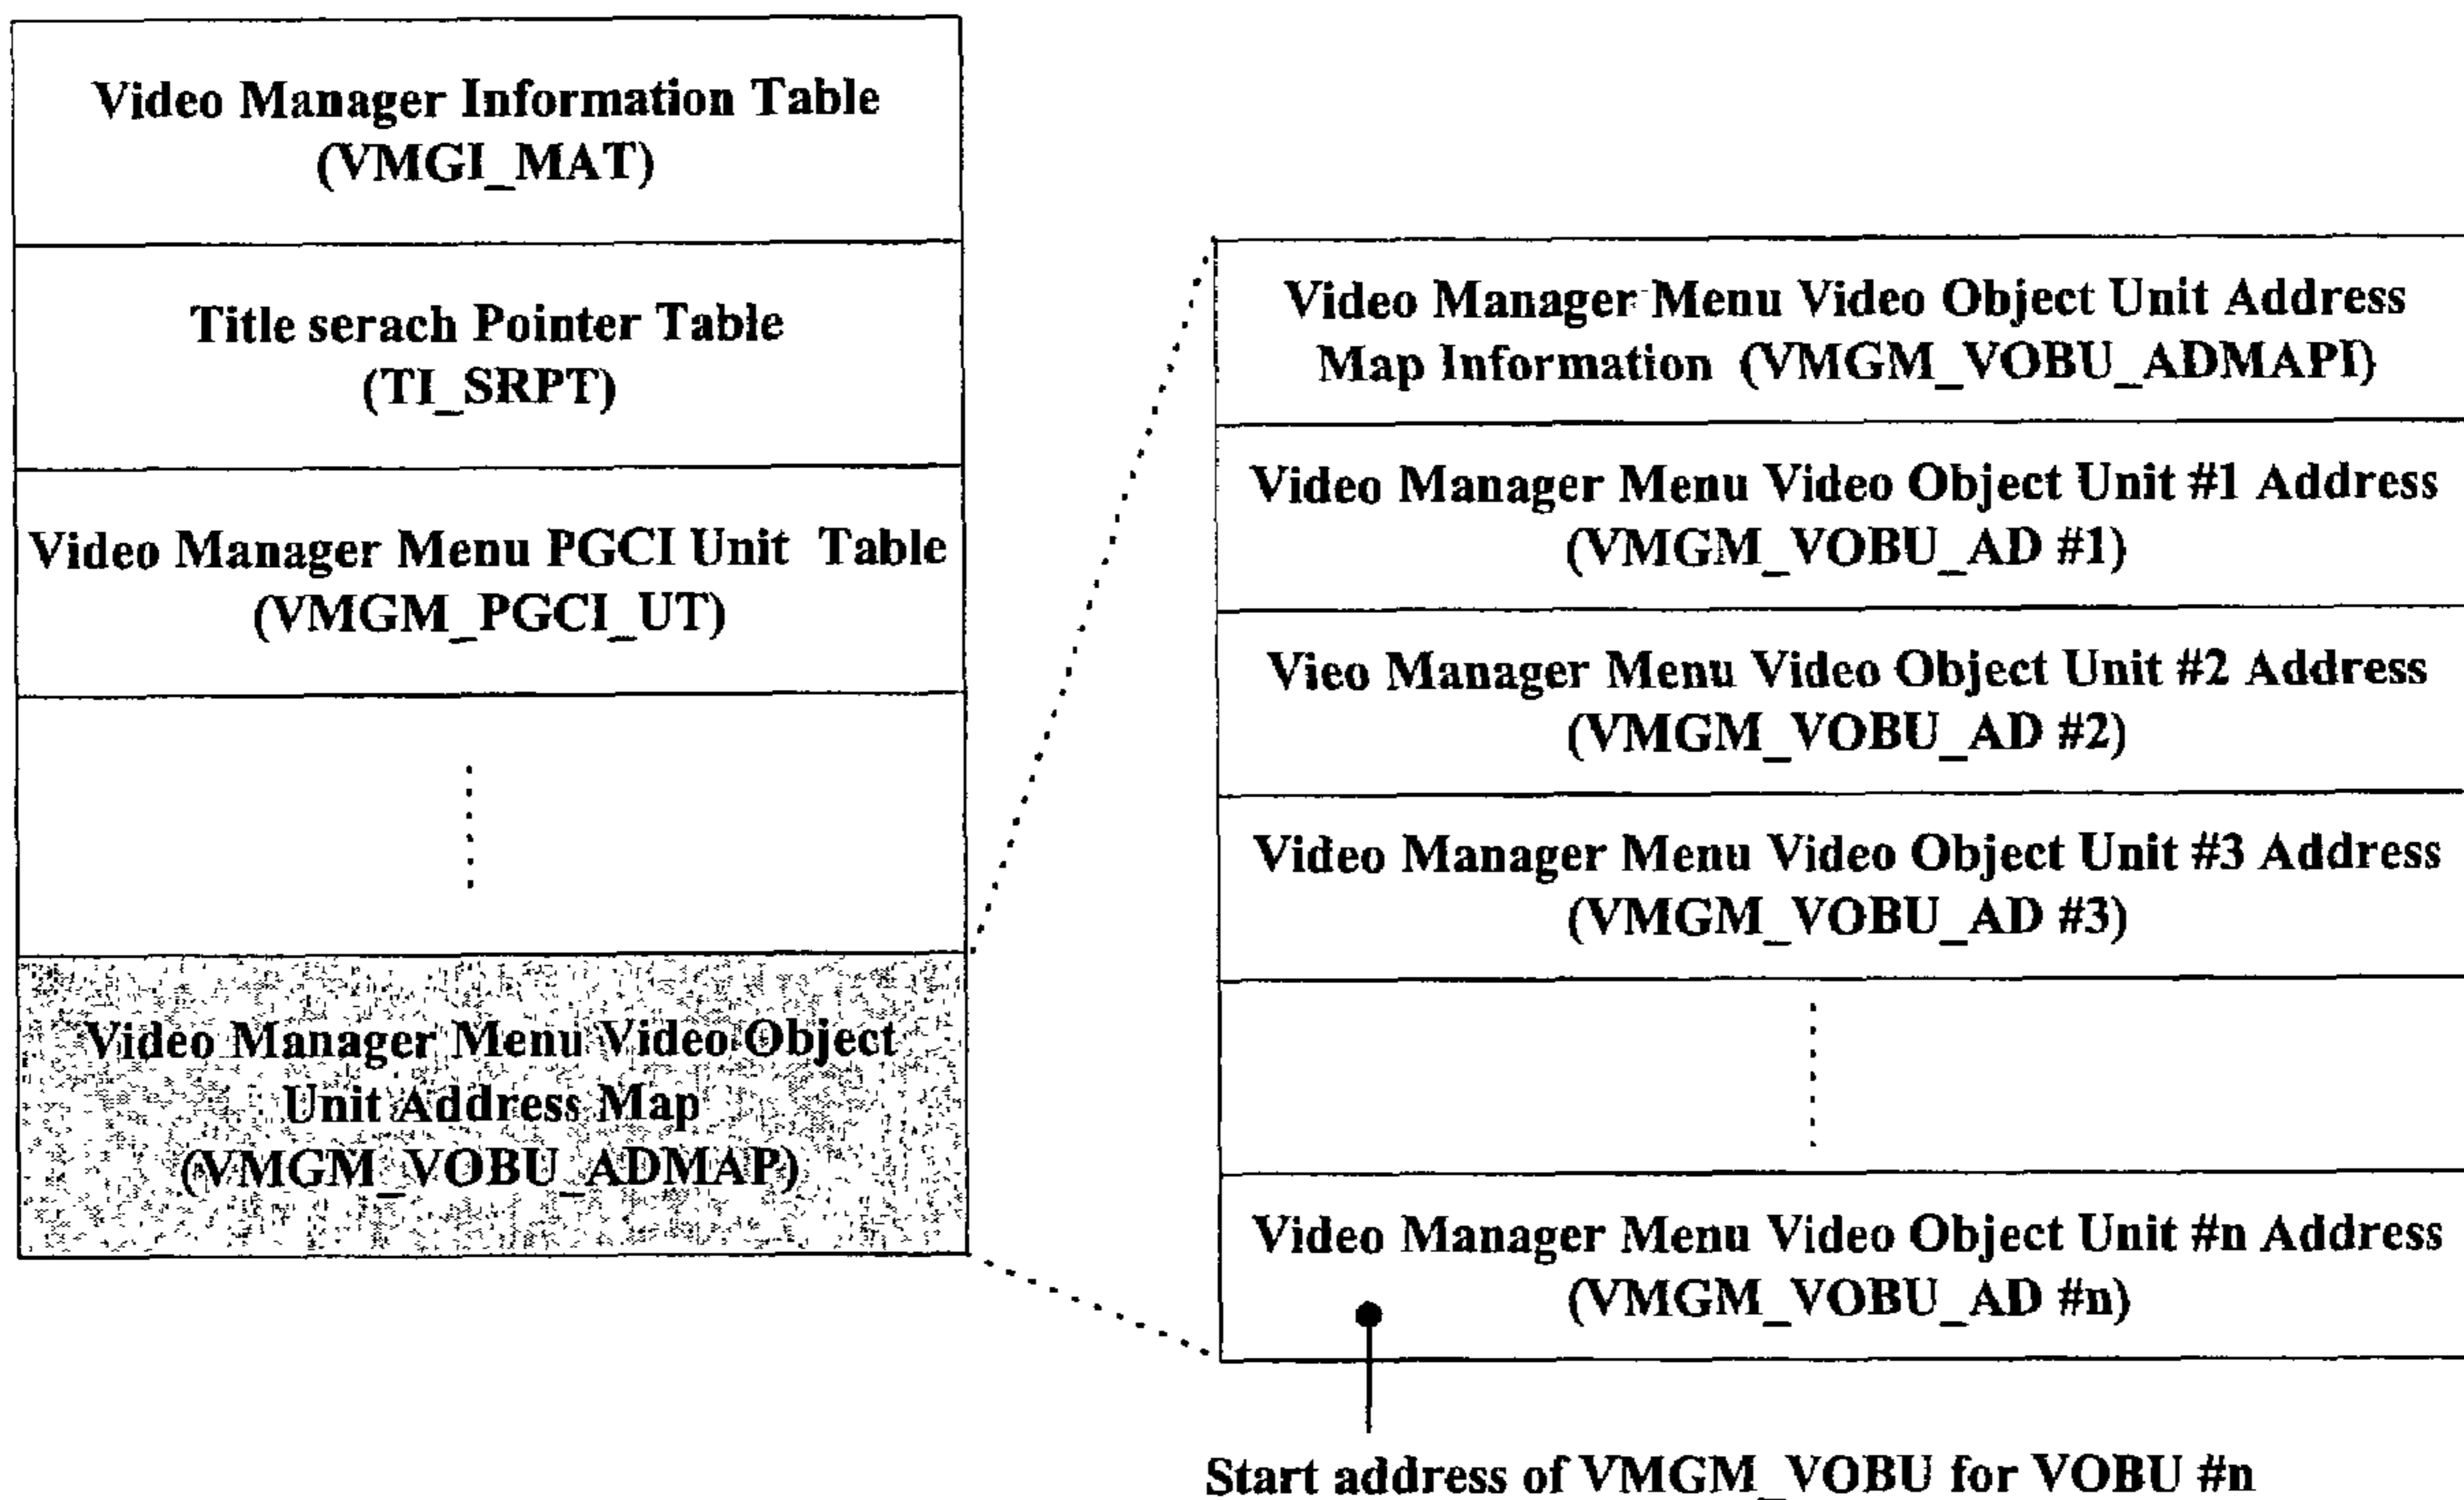 Video Manager Information Table
(VMGI_MAT)
Title serach Pointer Table
(TI_SRPT)
Video Manager Menu PGCI Unit Table
(VMGM_PGCI_UT)
Video Manager Menu Video Object
Unit Address Map
(VMGM_VOBU_ADMAP)
Video Manager Menu Video Object Unit Address
Map Information (VMGM_VOBU_ADMAPI)
Video Manager Menu Video Object Unit #1 Address
(VMGM_VOBU_AD #1)
Vieo Manager Menu Video Object Unit #2 Address
(VMGM_VOBU_AD #2)
Video Manager Menu Video Object Unit #3 Address
(VMGM_VOBU_AD #3)
Video Manager Menu Video Object Unit #n Address
(VMGM_VOBU_AD #n)
Start address of VMGM_VOBU for VOBU #n